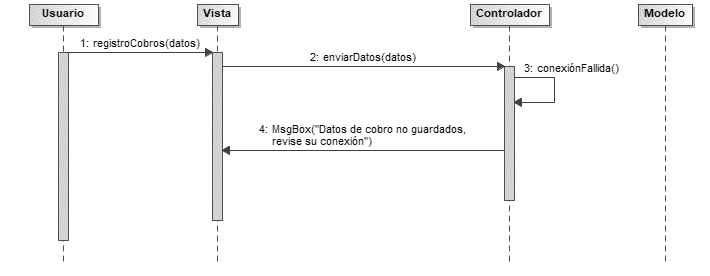 Usuario
Vista
Controlador
Modelo
1: registroCobros(datos)
2: enviarDatos(datos)
3: conexiónFallida()
4: MsgBox("Datos de cobro no guardados,
revise su conexión")